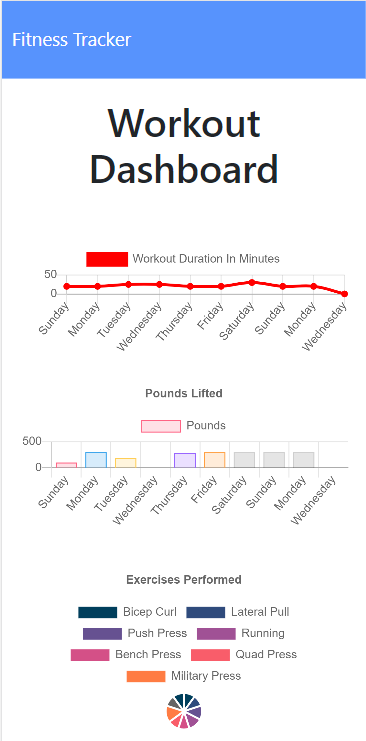 Fitness Tracker
Workout
Dashboard
Workout Duration In Minutes
50
0
Sunday Monday Tuesday Wednesday Thursday Friday Saturday Sunday Monday Wednesday
Pounds Lifted
Pounds
500
0
Sunday Monday Tuesday Wednesday Thursday Friday Saturday Sunday Monday Wednesday
Exercises Performed
Bicep Curl Lateral Pull
Push Press Running
Bench Press Quad Press
Military Press